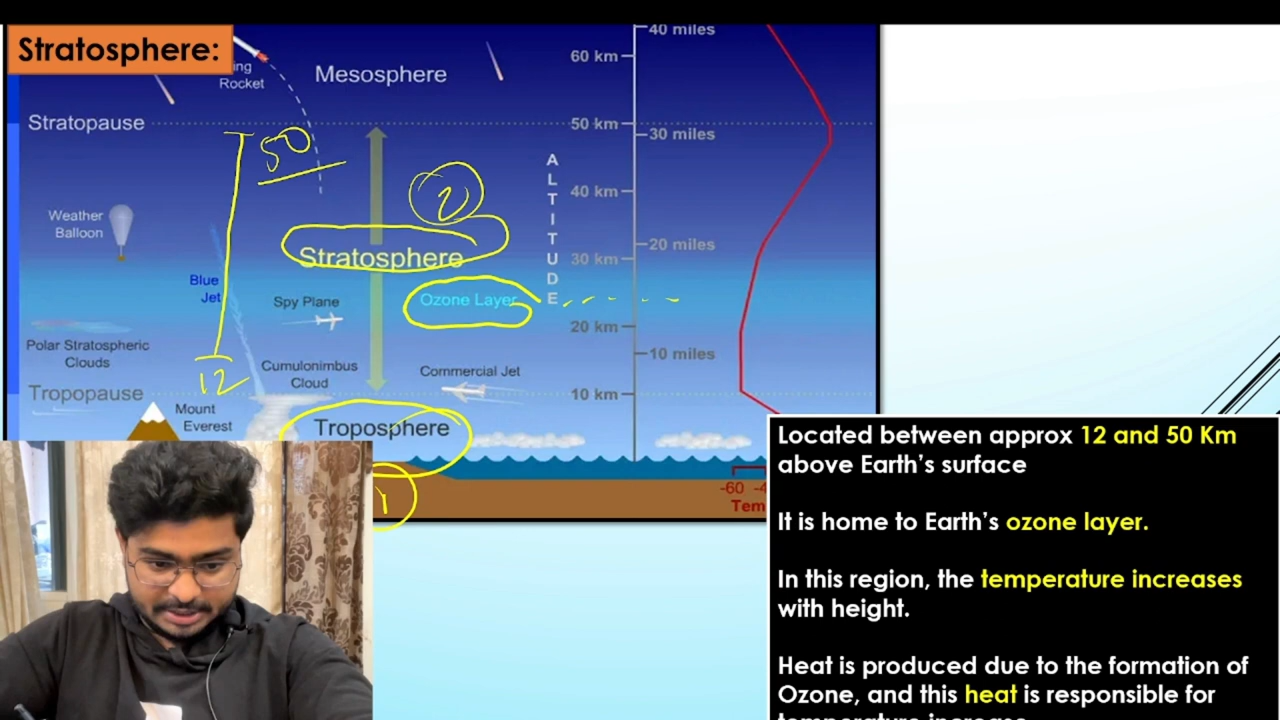 Stratosphere:
40 miles
60 km
Mesosphere
Rocket
50 km
Stratopause
30 miles
50
ALTITUDE
40 km
2
Weather
Balloon
20 miles
Stratosphere
30 km
Blue
Jet
Spy Plane
Ozone Layer
20 km
Polar Stratospheric
Clouds
10 miles
Cumulonimbus
Cloud
Commercial Jet
12
Tropopause
10 km
Mount
Everest
Troposphere
1
-60
Located between approx 12 and 50 Km
above Earth's surface
It is home to Earth's ozone layer.
In this region, the temperature increases
with height.
Heat is produced due to the formation of
Ozone, and this heat is responsible for
temperature increase